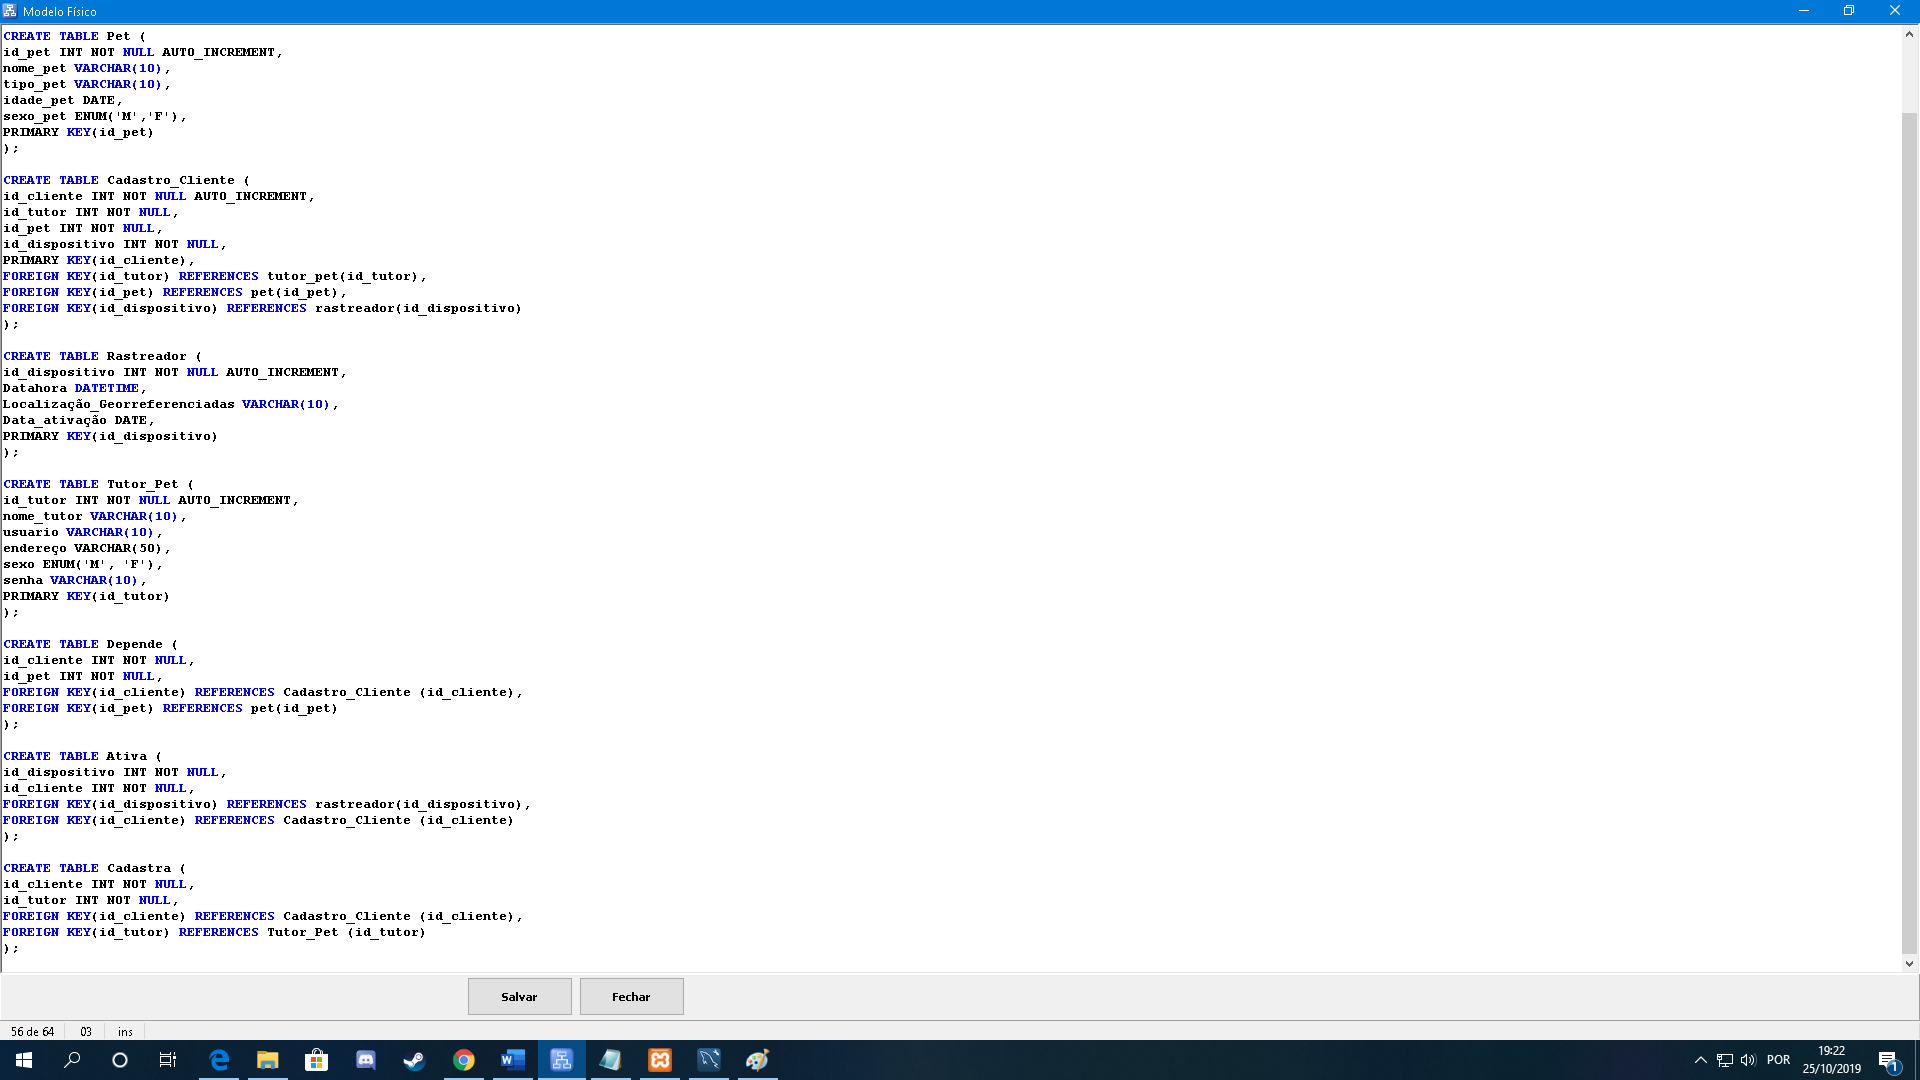 Modelo Físico
CREATE TABLE Pet (
id_pet INT NOT NULL AUTO_INCREMENT,
nome_pet VARCHAR(10),
tipo_pet VARCHAR(10),
idade_pet DATE,
sexo_pet ENUM('M','F'),
PRIMARY KEY(id_pet)
);
CREATE TABLE Cadastro_Cliente (
id_cliente INT NOT NULL AUTO_INCREMENT,
id_tutor INT NOT NULL,
id_pet INT NOT NULL,
id_dispositivo INT NOT NULL,
PRIMARY KEY(id_cliente),
FOREIGN KEY(id_tutor) REFERENCES tutor_pet(id_tutor),
FOREIGN KEY(id_pet) REFERENCES pet(id_pet),
FOREIGN KEY(id_dispositivo) REFERENCES rastreador(id_dispositivo)
);
CREATE TABLE Rastreador (
id_dispositivo INT NOT NULL AUTO_INCREMENT,
Datahora DATETIME,
Localização_Georreferenciadas VARCHAR(10),
Data_ativação DATE,
PRIMARY KEY(id_dispositivo)
);
CREATE TABLE Tutor_Pet (
id_tutor INT NOT NULL AUTO_INCREMENT,
nome_tutor VARCHAR(10),
usuario VARCHAR(10),
endereço VARCHAR(50),
sexo ENUM('M', 'F'),
senha VARCHAR(10),
PRIMARY KEY(id_tutor)
);
CREATE TABLE Depende (
id_cliente INT NOT NULL,
id_pet INT NOT NULL,
FOREIGN KEY(id_cliente) REFERENCES Cadastro_Cliente (id_cliente),
FOREIGN KEY(id_pet) REFERENCES pet(id_pet)
);
CREATE TABLE Ativa (
id_dispositivo INT NOT NULL,
id_cliente INT NOT NULL,
FOREIGN KEY(id_dispositivo) REFERENCES rastreador(id_dispositivo),
FOREIGN KEY(id_cliente) REFERENCES Cadastro_Cliente (id_cliente)
);
CREATE TABLE Cadastra (
id_cliente INT NOT NULL,
id_tutor INT NOT NULL,
FOREIGN KEY(id_cliente) REFERENCES Cadastro_Cliente (id_cliente),
FOREIGN KEY(id_tutor) REFERENCES Tutor_Pet (id_tutor)
);
Salvar Fechar
56 de 64 03 ins
POR
19:22
25/10/2019
1